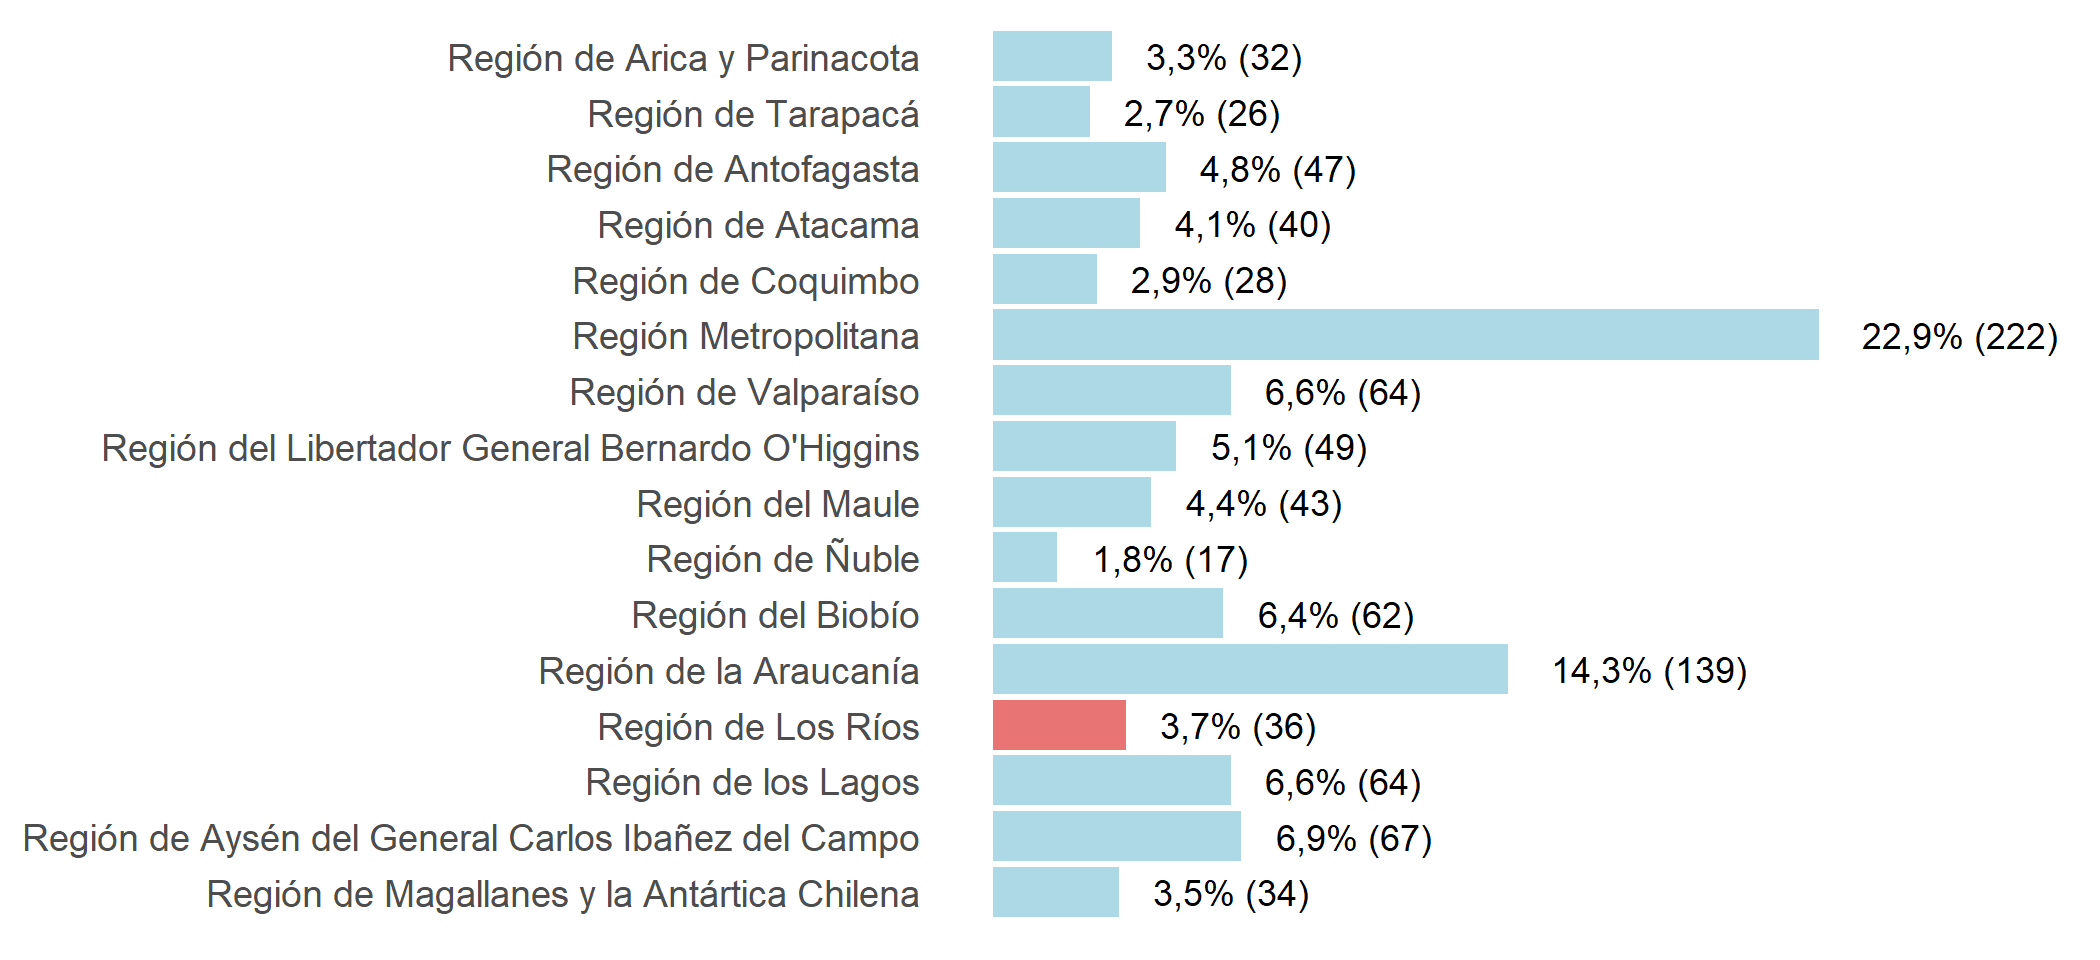 Región de Arica y Parinacota 3,3% (32)
Región de Tarapacá 2,7% (26)
Región de Antofagasta 4,8% (47)
Región de Atacama 4,1% (40)
Región de Coquimbo 2,9% (28)
Región Metropolitana 22,9% (222)
Región de Valparaíso 6,6% (64)
Región del Libertador General Bernardo O'Higgins 5,1% (49)
Región del Maule 4,4% (43)
Región de Ñuble 1,8% (17)
Región del Biobío 6,4% (62)
Región de la Araucanía 14,3% (139)
Región de Los Ríos 3,7% (36)
Región de los Lagos 6,6% (64)
Región de Aysén del General Carlos Ibañez del Campo 6,9% (67)
Región de Magallanes y la Antártica Chilena 3,5% (34)